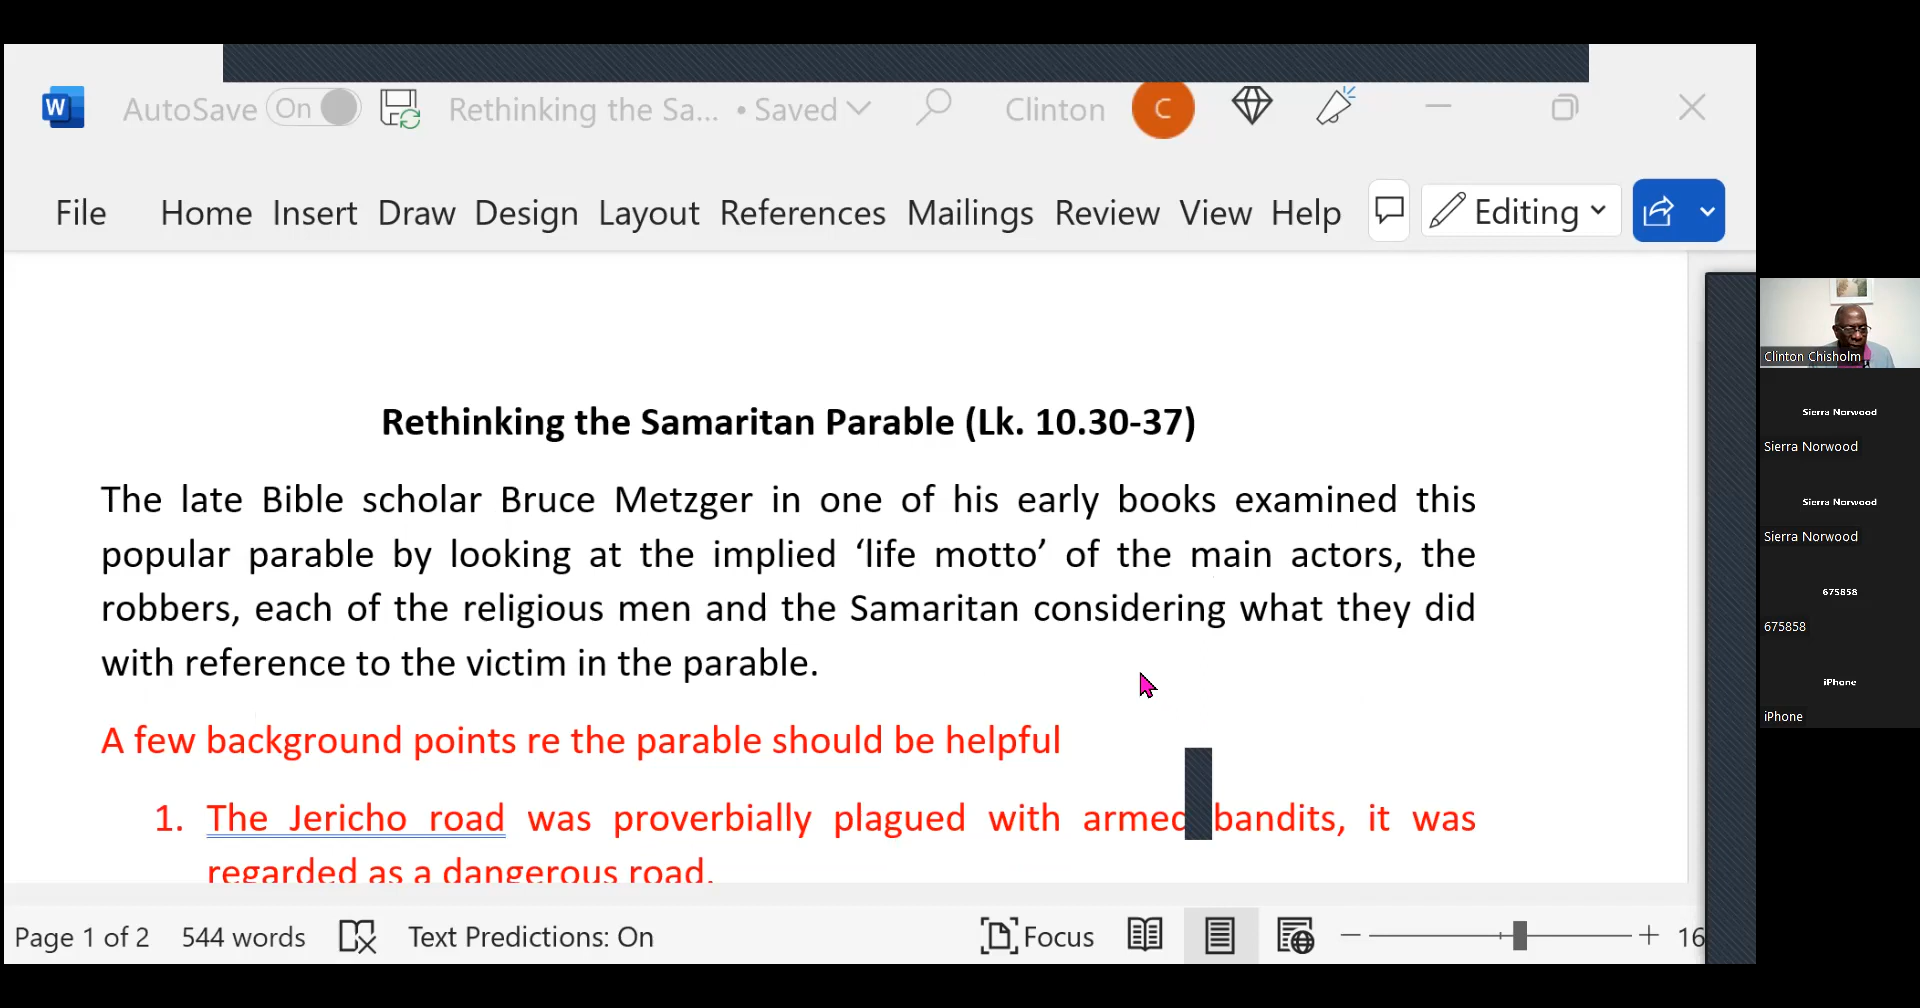 AutoSave On Rethinking the Sa... • Saved Clinton C
File Home Insert Draw Design Layout References Mailings Review View Help Editing
Rethinking the Samaritan Parable (Lk. 10.30-37)
The late Bible scholar Bruce Metzger in one of his early books examined this
popular parable by looking at the implied ‘life motto’ of the main actors, the
robbers, each of the religious men and the Samaritan considering what they did
with reference to the victim in the parable.
A few background points re the parable should be helpful
1. The Jericho road was proverbially plagued with armed bandits, it was
regarded as a dangerous road.
Page 1 of 2 544 words Text Predictions: On Focus 16
Clinton Chisholm
Sierra Norwood
Sierra Norwood
Sierra Norwood
Sierra Norwood
675858
675858
iPhone
iPhone